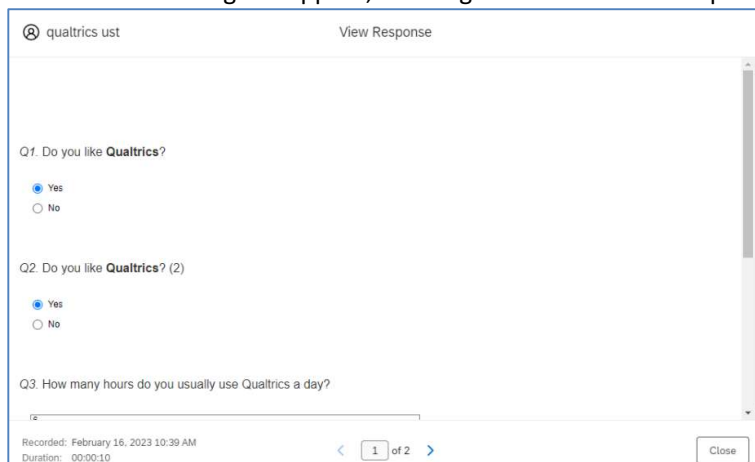 qualtrics ust
View Response
Q1. Do you like Qualtrics?
Yes
No
Q2. Do you like Qualtrics? (2)
Yes
No
Q3. How many hours do you usually use Qualtrics a day?
Recorded: February 16, 2023 10:39 AM
1 of 2
Close
Duration: 00:00:10